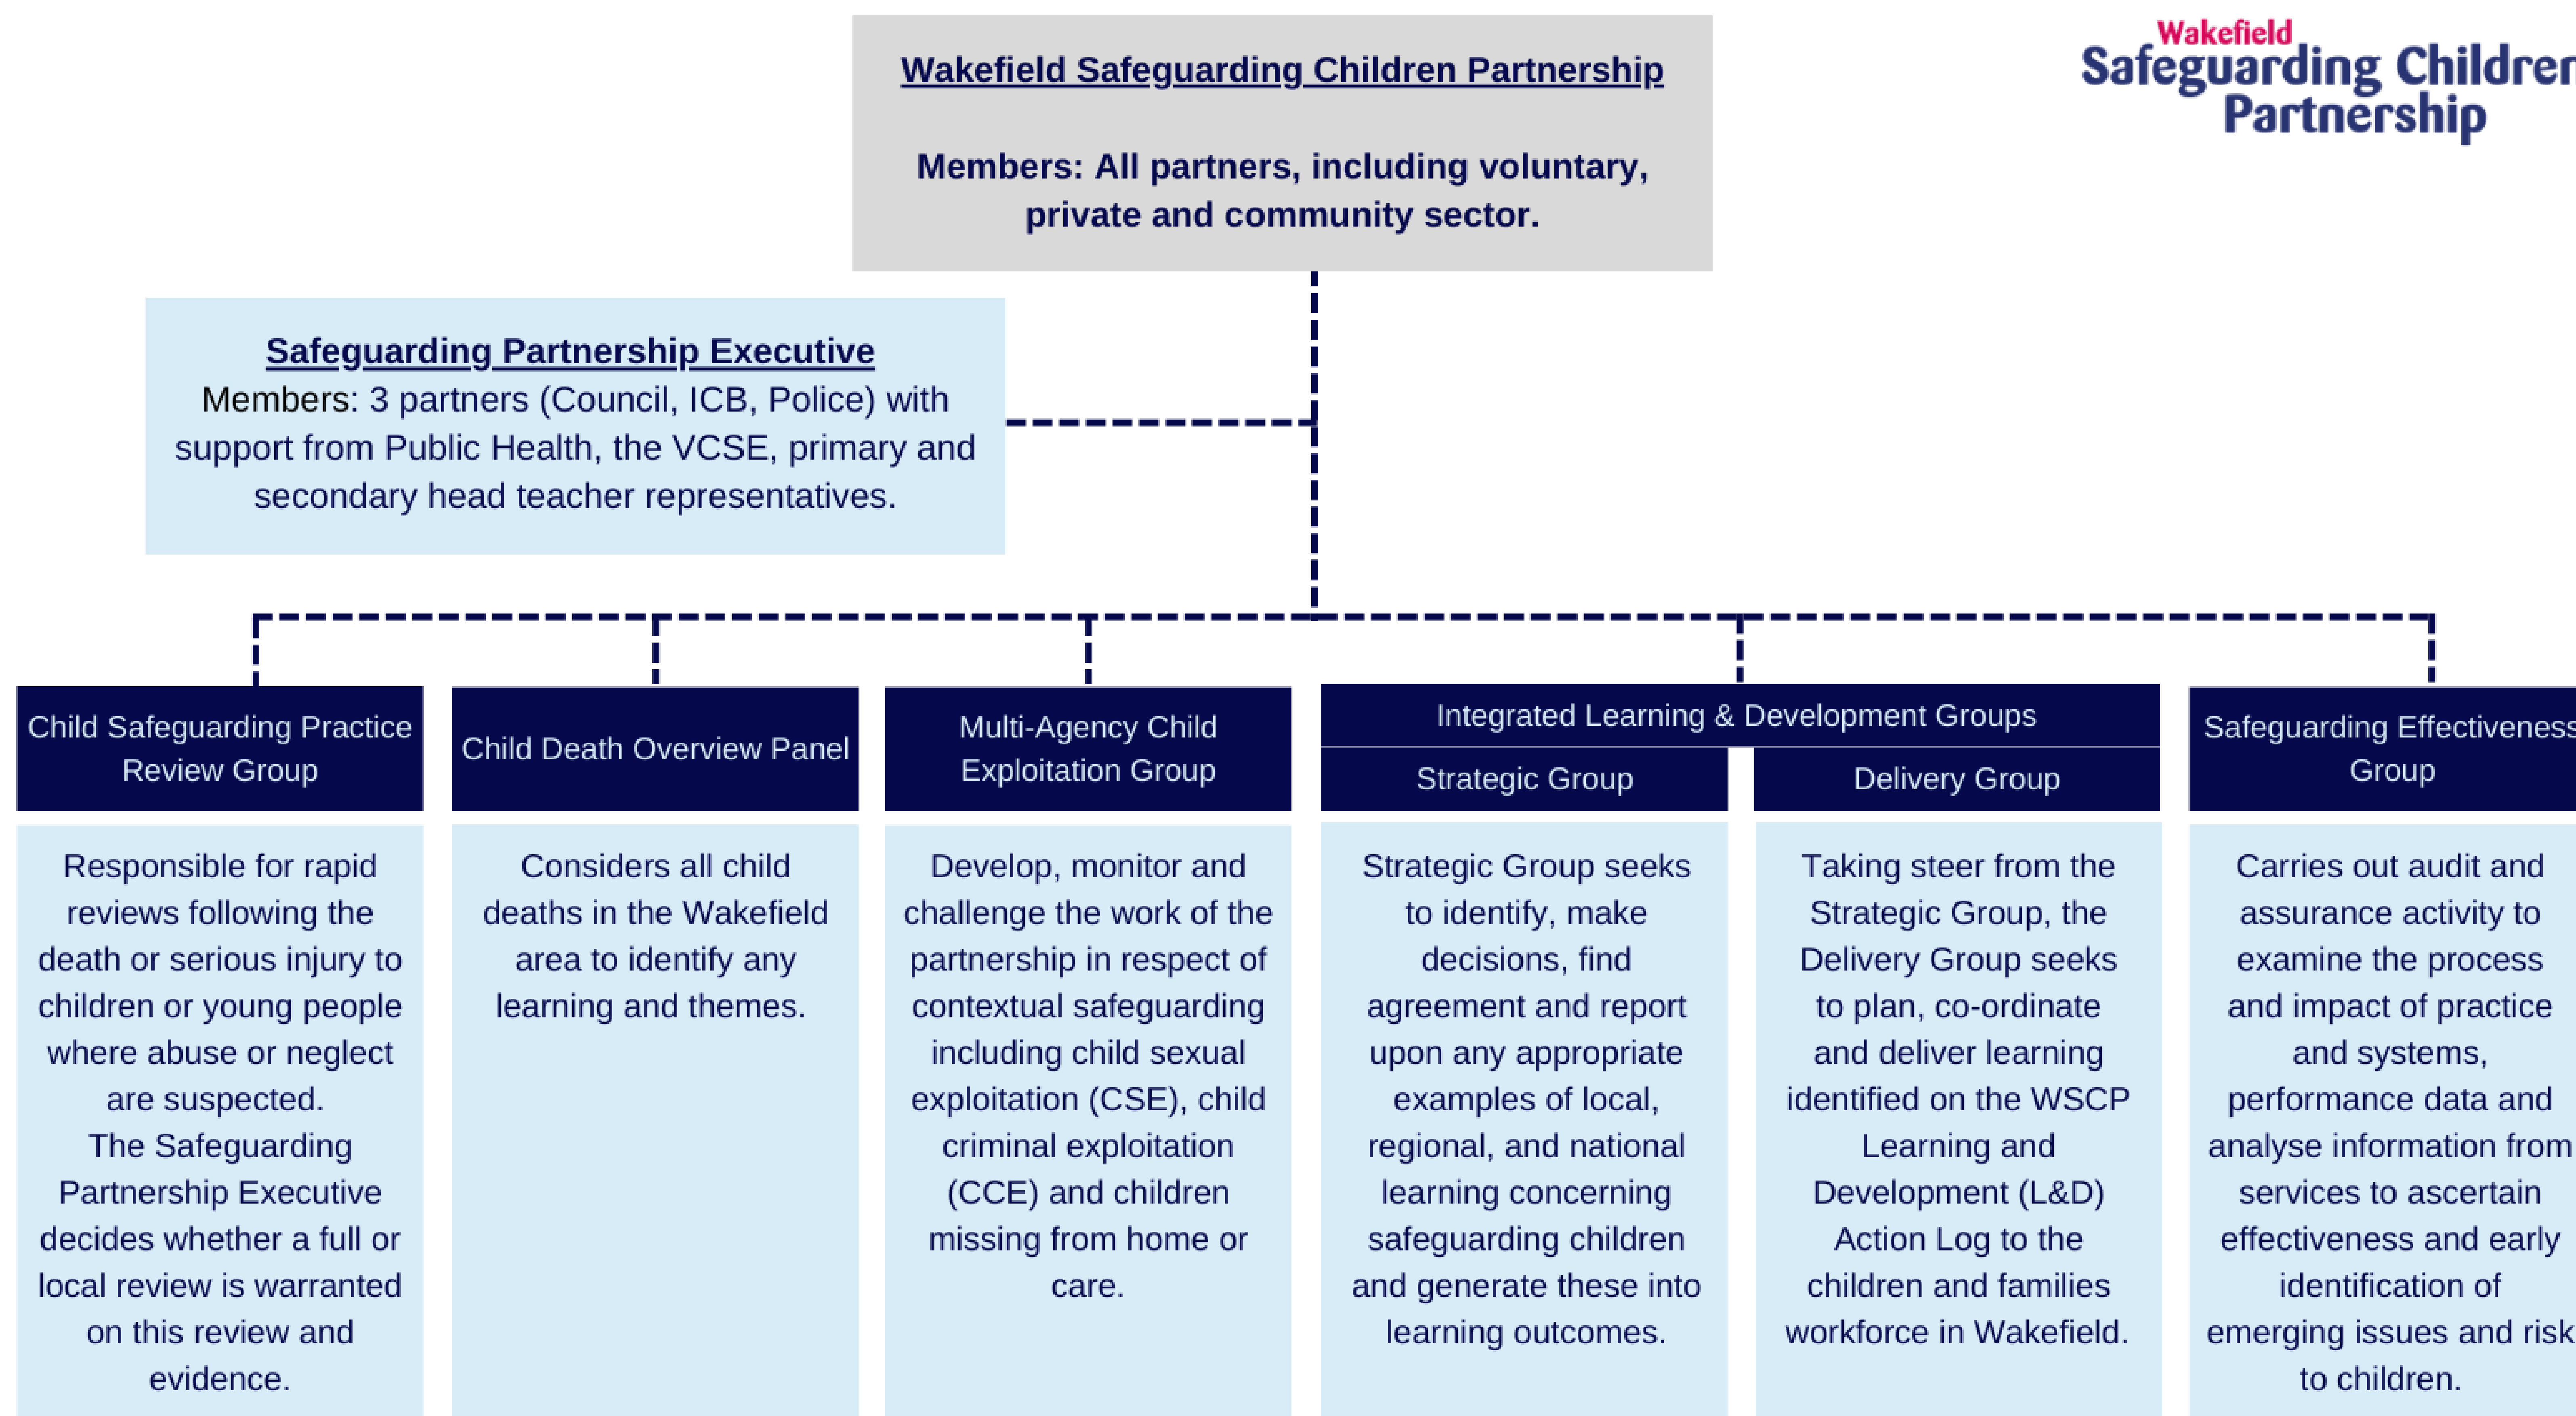 Wakefield Safeguarding Children Partnership
Members: All partners, including voluntary,
private and community sector.
Wakefield
Safeguarding Children
Partnership
Safeguarding Partnership Executive
Members: 3 partners (Council, ICB, Police) with
support from Public Health, the VCSE, primary and
secondary head teacher representatives.
Child Safeguarding Practice
Review Group
Responsible for rapid
reviews following the
death or serious injury to
children or young people
where abuse or neglect
are suspected.
The Safeguarding
Partnership Executive
decides whether a full or
local review is warranted
on this review and
evidence.
Child Death Overview Panel
Considers all child
deaths in the Wakefield
area to identify any
learning and themes.
Multi-Agency Child
Exploitation Group
Develop, monitor and
challenge the work of the
partnership in respect of
contextual safeguarding
including child sexual
exploitation (CSE), child
criminal exploitation
(CCE) and children
missing from home or
care.
Integrated Learning & Development Groups
Strategic Group
Strategic Group seeks
to identify, make
decisions, find
agreement and report
upon any appropriate
examples of local,
regional, and national
learning concerning
safeguarding children
and generate these into
learning outcomes.
Delivery Group
Taking steer from the
Strategic Group, the
Delivery Group seeks
to plan, co-ordinate
and deliver learning
identified on the WSCP
Learning and
Development (L&D)
Action Log to the
children and families
workforce in Wakefield.
Safeguarding Effectiveness
Group
Carries out audit and
assurance activity to
examine the process
and impact of practice
and systems,
performance data and
analyse information from
services to ascertain
effectiveness and early
identification of
emerging issues and risk
to children.